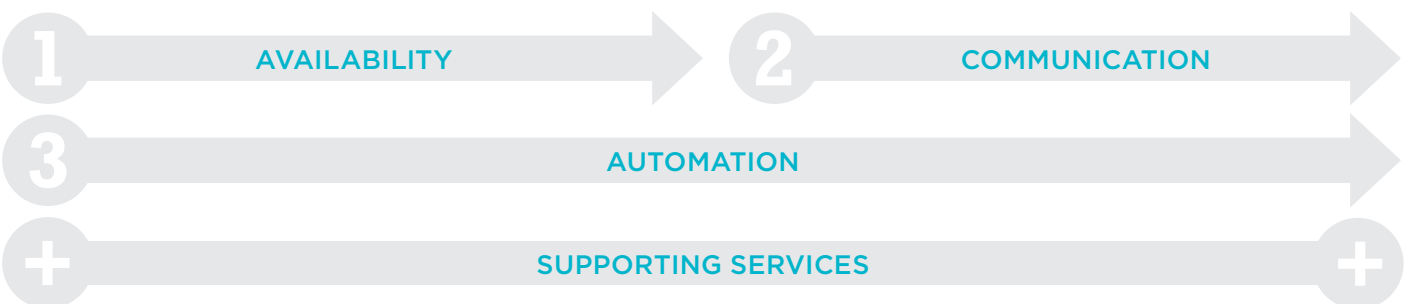 1 AVAILABILITY 2 COMMUNICATION
3 AUTOMATION
+ SUPPORTING SERVICES +